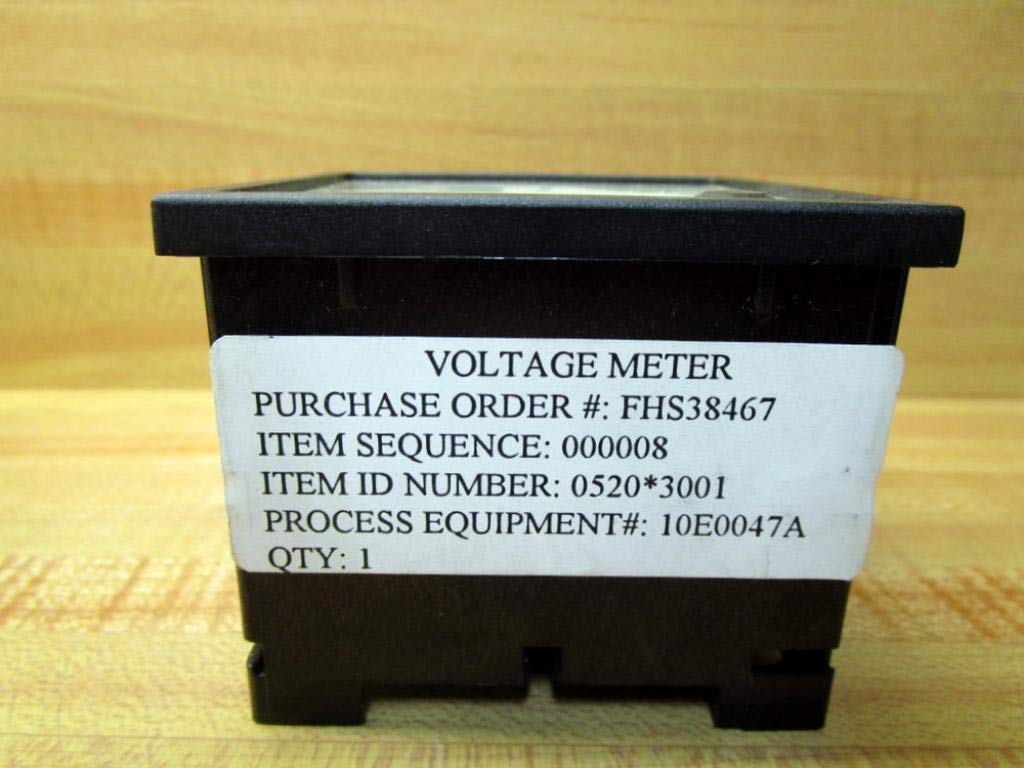 VOLTAGE METER
PURCHASE ORDER #: FHS38467
ITEM SEQUENCE: 000008
ITEM ID NUMBER: 0520*3001
PROCESS EQUIPMENT#: 10E0047A
QTY: 1